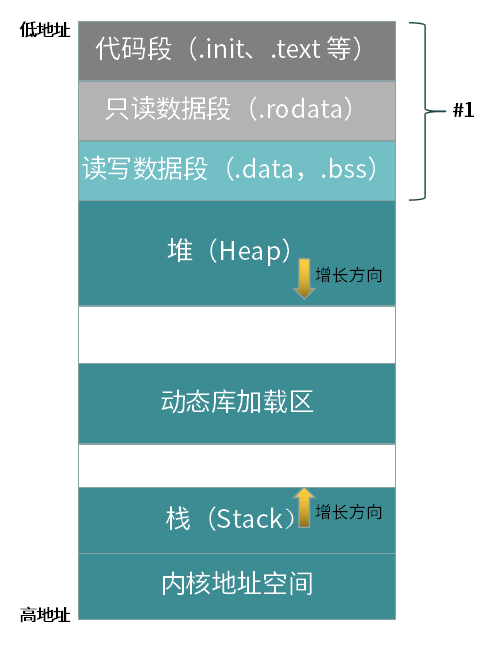 低地址
代码段（.init、.text 等）
只读数据段（.rodata）
#1
读写数据段（.data，.bss）
堆（Heap）
增长方向
动态库加载区
栈（Stack）
增长方向
内核地址空间
高地址